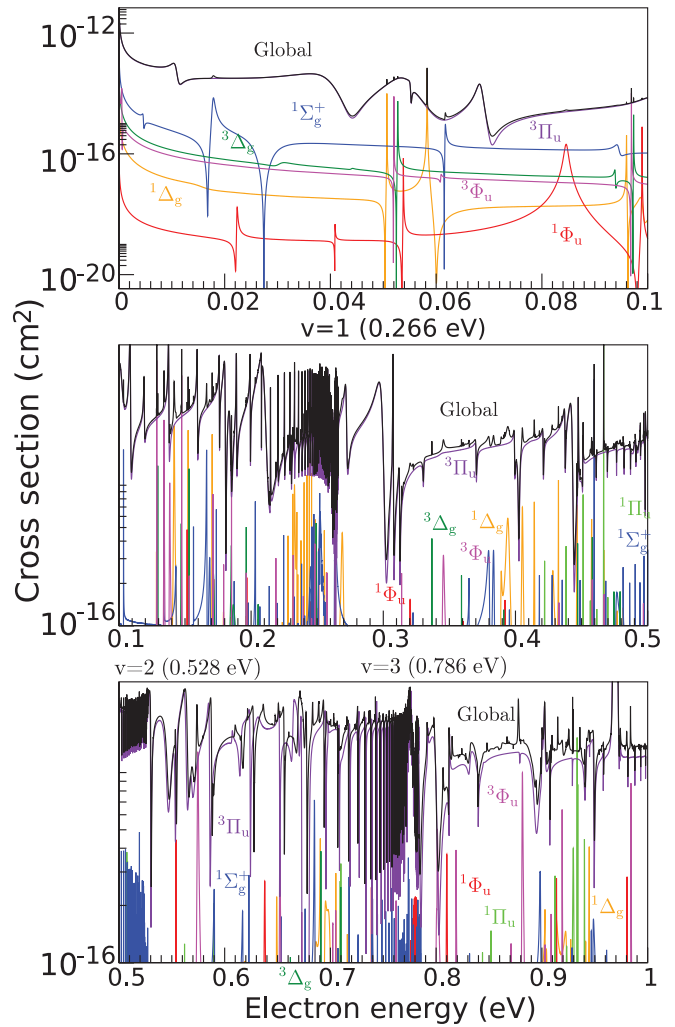 10⁻¹²
Global
10⁻¹⁴
¹Σg⁺
³Δg
³Πu
10⁻¹⁶
¹Δg
³Φu
¹Φu
10⁻²⁰
0 0.02 0.04 0.06 0.08 0.1
v=1 (0.266 eV)
Cross section (cm²)
Global
³Πu
³Δg
¹Δg
¹Πu
³Φu
¹Σg⁺
¹Φu
10⁻¹⁶
0.1 0.2 0.3 0.4 0.5
v=2 (0.528 eV) v=3 (0.786 eV)
Global
³Φu
³Πu
¹Σg⁺
¹Φu
¹Πu
¹Δg
10⁻¹⁶
0.5 0.6 0.7 0.8 0.9 1
³Δg
Electron energy (eV)